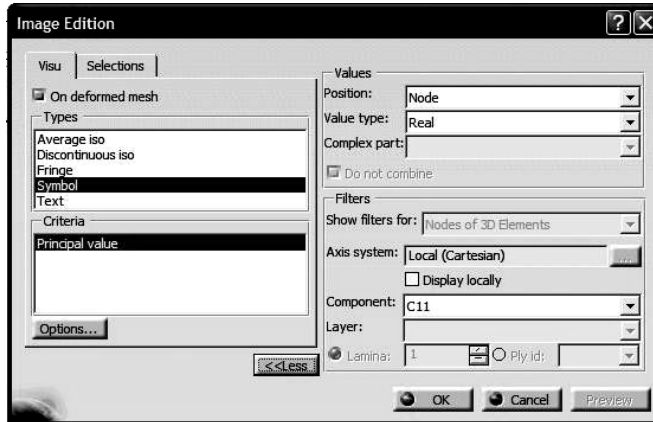 Image Edition
Visu
Selections
On deformed mesh
Types
Average iso
Discontinuous iso
Fringe
Symbol
Text
Criteria
Principal value
Options...
<<Less
Values
Position:
Node
Value type:
Real
Complex part:
Do not combine
Filters
Show filters for:
Nodes of 3D Elements
Axis system:
Local (Cartesian)
...
Display locally
Component:
C11
Layer:
Lamina:
1
Ply id:
OK
Cancel
Preview